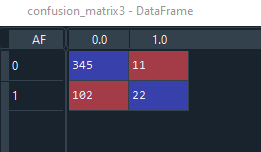 confusion_matrix3 - DataFrame
AF 0.0 1.0
0 345 11
1 102 22